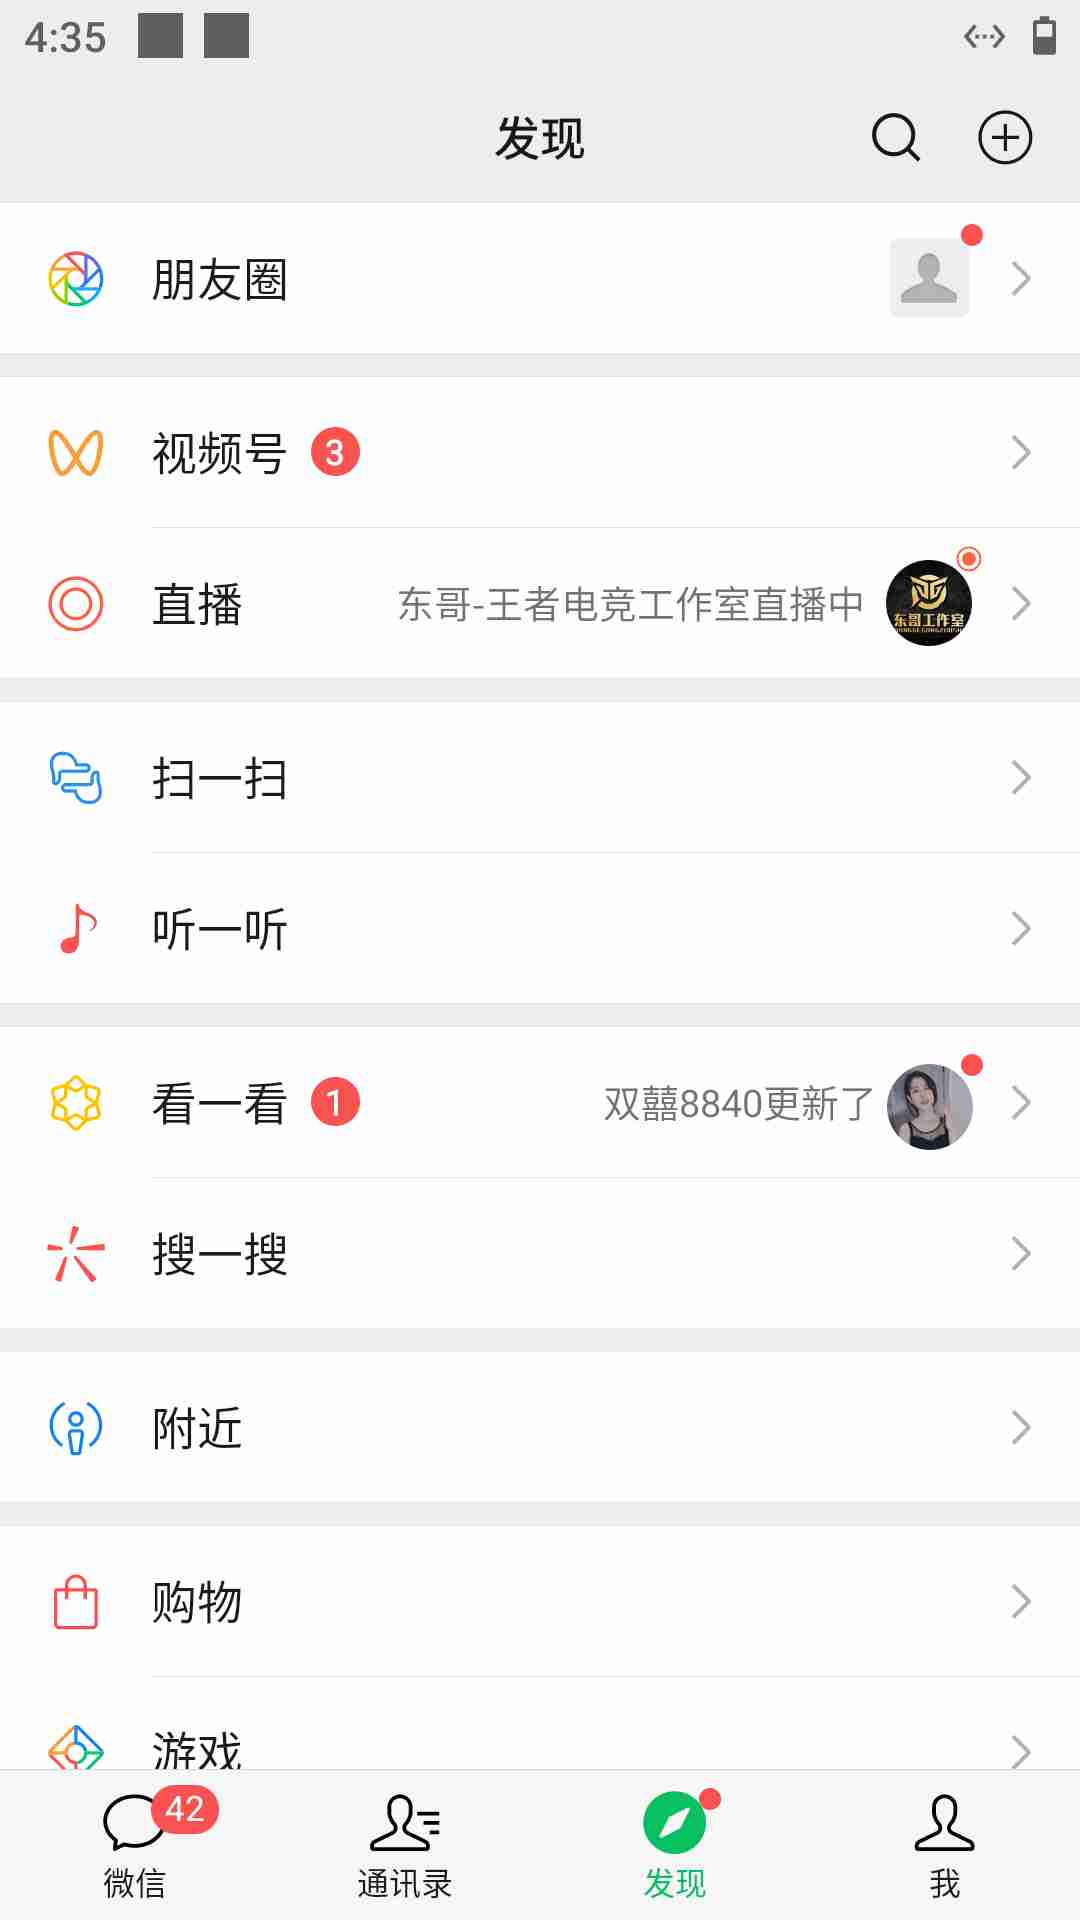 4:35
发现
朋友圈
视频号 3
直播 东哥-王者电竞工作室直播中
东哥工作室
扫一扫
听一听
看一看 1 双囍8840更新了
搜一搜
附近
购物
游戏
42
微信 通讯录 发现 我